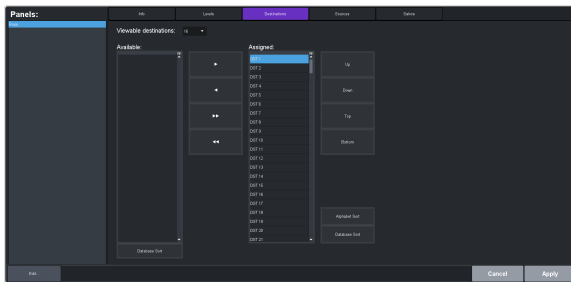 Panels:
Info
Levels
Destinations
Sources
Salvos
Viewable destinations:
16
Available:
Assigned:
DST 1
DST 2
DST 3
DST 4
DST 5
DST 6
DST 7
DST 8
DST 9
DST 10
DST 11
DST 12
DST 13
DST 14
DST 15
DST 16
DST 17
DST 18
DST 19
DST 20
DST 21
Up
Down
Top
Bottom
Alphabet Sort
Database Sort
Database Sort
Edit...
Cancel
Apply